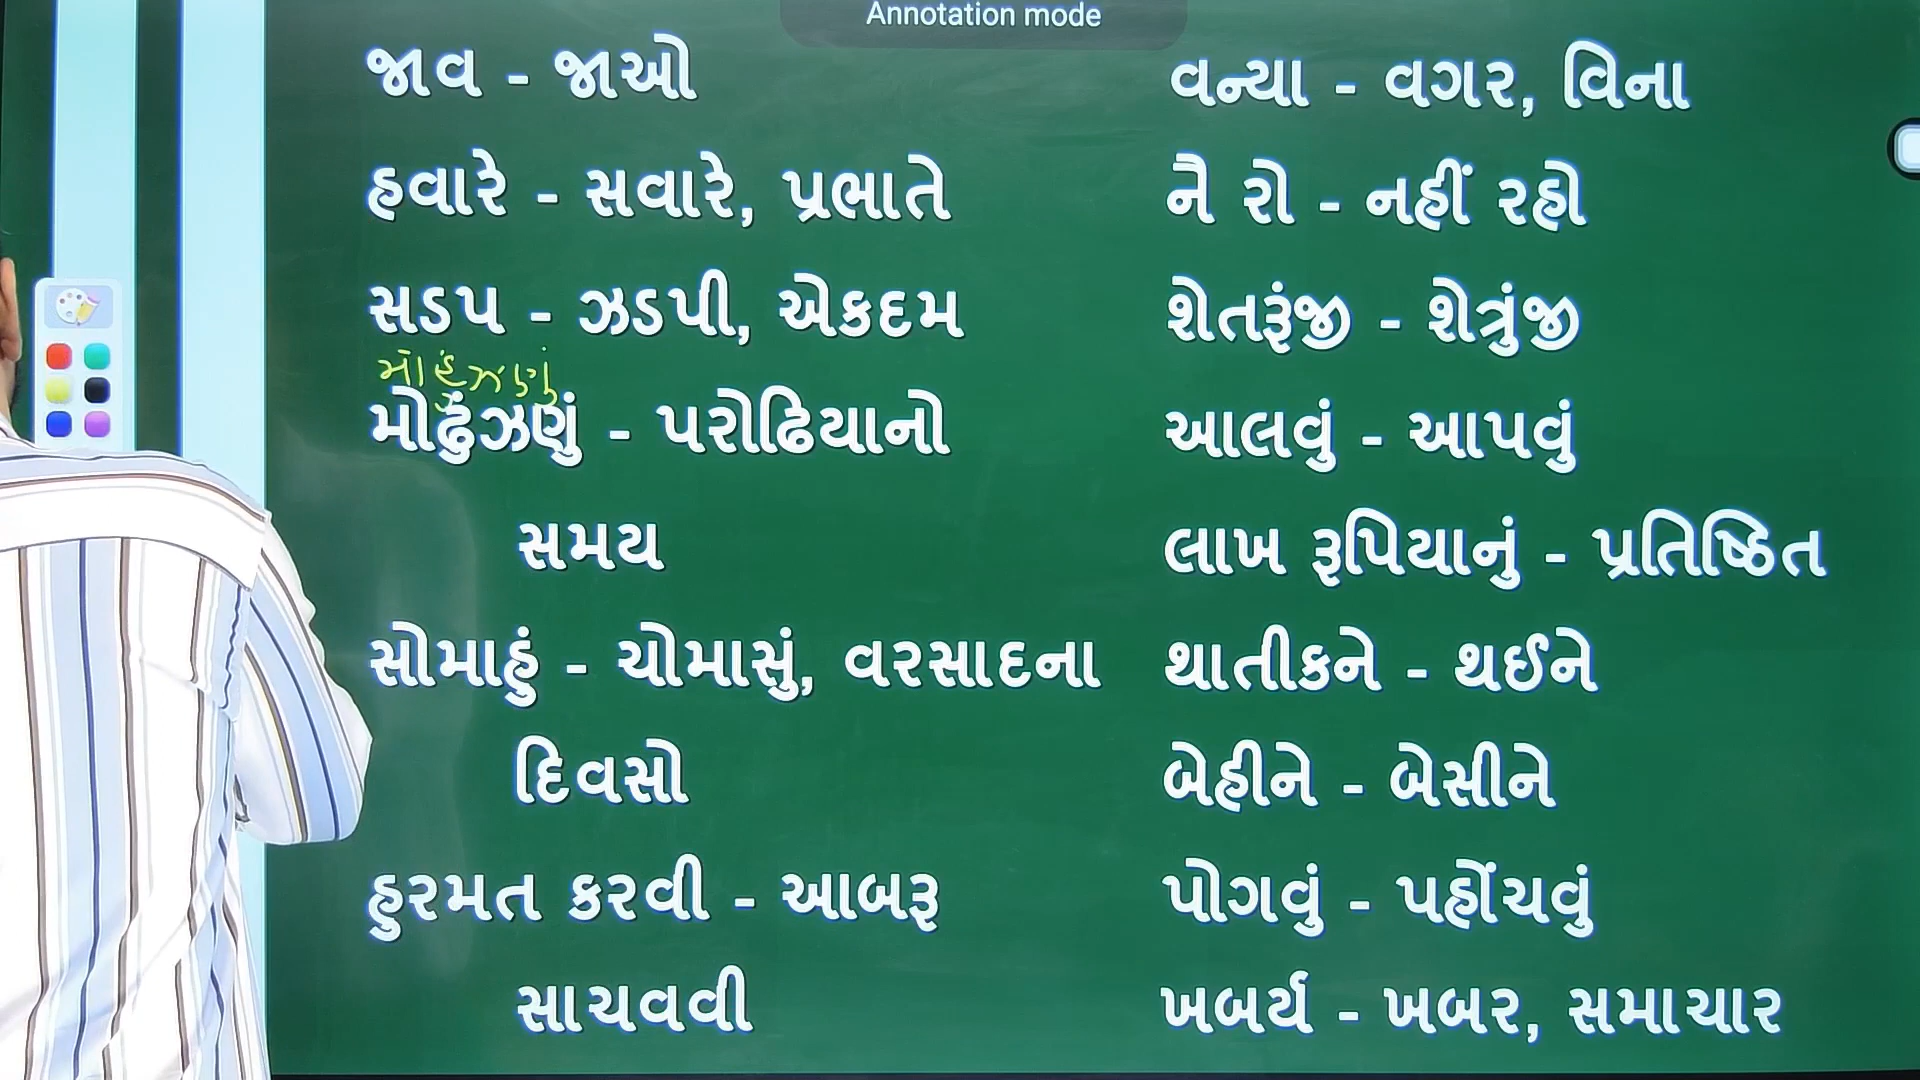 Annotation mode
જાવ - જાઓ
હવારે - સવારે, પ્રભાતે
સડપ - ઝડપી, એકદમ
મોઢુંઝણું - પરોઢિયાનો
સમય
સોમાહું - ચોમાસું, વરસાદના
દિવસો
હુરમત કરવી - આબરૂ
સાચવવી
વન્યા - વગર, વિના
નૈ રો - નહીં રહો
શેતરૂંજી - શેત્રુંજી
આલવું - આપવું
લાખ રૂપિયાનું - પ્રતિષ્ઠિત
થાતીકને - થઈને
બેહીને - બેસીને
પોગવું - પહોંચવું
ખબર્ય - ખબર, સમાચાર